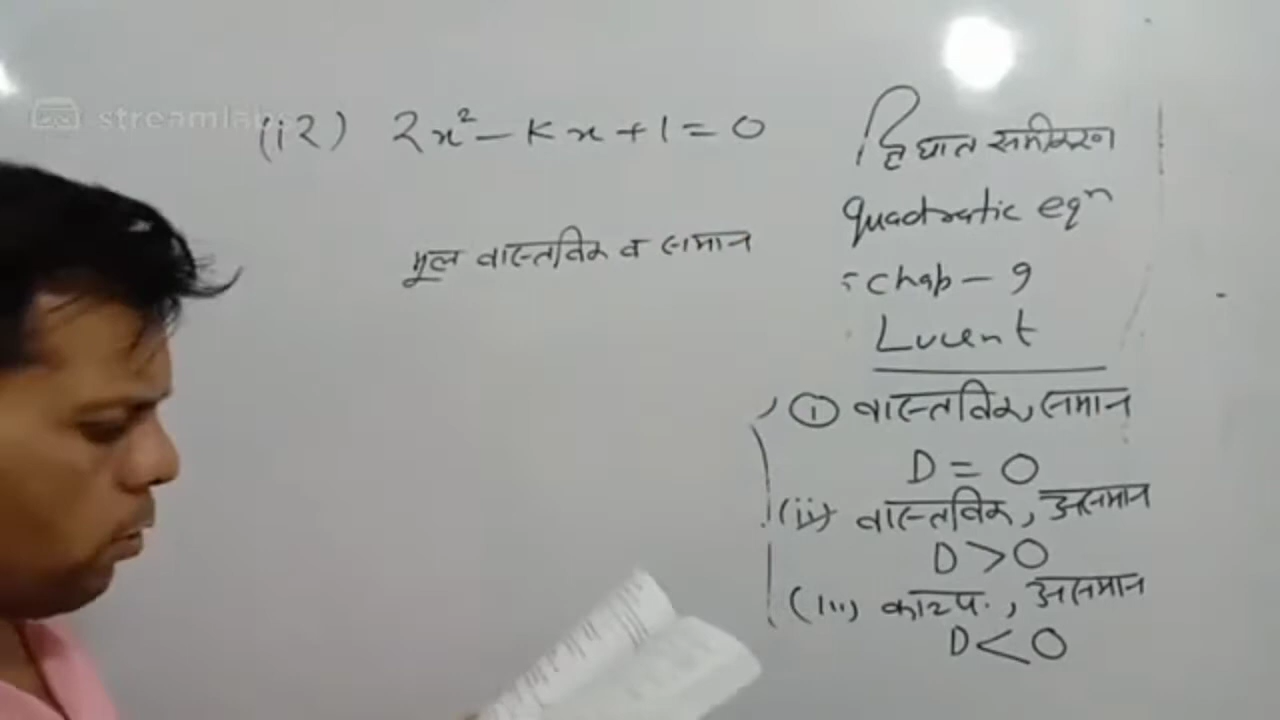 streamlab
(12) 2x² - Kx + 1 = 0
मूल वास्तविक व समान
द्विघात समीकरण
quadratic eqⁿ
chap - 9
Lucent
(i) वास्तविक, समान
D = 0
(ii) वास्तविक, असमान
D > 0
(iii) काल्प., असमान
D < 0